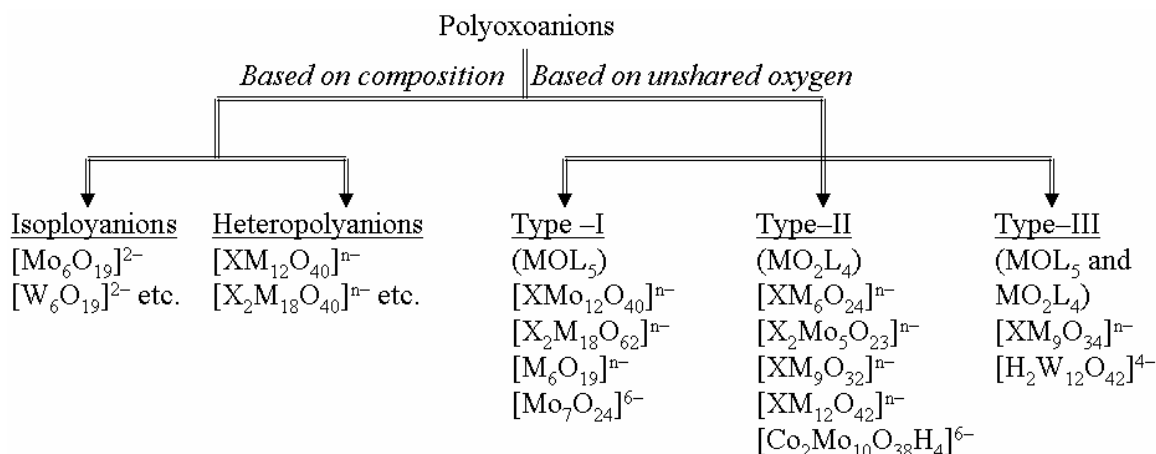 Polyoxoanions
Based on composition
Based on unshared oxygen
Isoployanions
[Mo₆O₁₉]²⁻
[W₆O₁₉]²⁻ etc.
Heteropolyanions
[XM₁₂O₄₀]ⁿ⁻
[X₂M₁₈O₄₀]ⁿ⁻ etc.
Type –I
(MOL₅)
[XMo₁₂O₄₀]ⁿ⁻
[X₂M₁₈O₆₂]ⁿ⁻
[M₆O₁₉]ⁿ⁻
[Mo₇O₂₄]⁶⁻
Type–II
(MO₂L₄)
[XM₆O₂₄]ⁿ⁻
[X₂Mo₅O₂₃]ⁿ⁻
[XM₉O₃₂]ⁿ⁻
[XM₁₂O₄₂]ⁿ⁻
[Co₂Mo₁₀O₃₈H₄]⁶⁻
Type–III
(MOL₅ and
MO₂L₄)
[XM₉O₃₄]ⁿ⁻
[H₂W₁₂O₄₂]⁴⁻